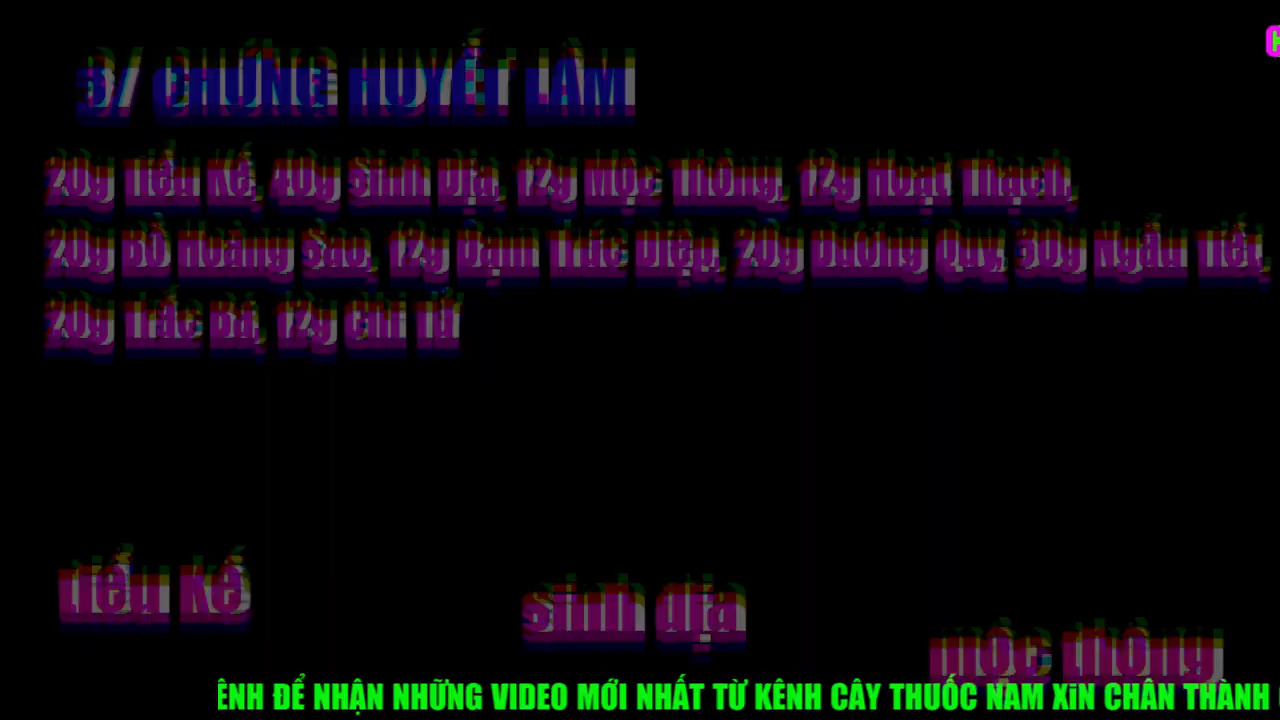 3/ CHỨNG HUYẾT LÂM
20g Tiểu Kế, 40g Sinh Địa, 12g Mộc Thông, 12g Hoạt Thạch,
20g Bồ Hoàng Sao, 12g Đạm Trúc Diệp, 20g Đương Quy, 30g Ngẫu Tiết,
20g Trắc Bá, 12g Chi Tử
tiểu kế
sinh địa
mộc thông
ÊNH ĐỂ NHẬN NHỮNG VIDEO MỚI NHẤT TỪ KÊNH CÂY THUỐC NAM XiN CHÂN THÀNH